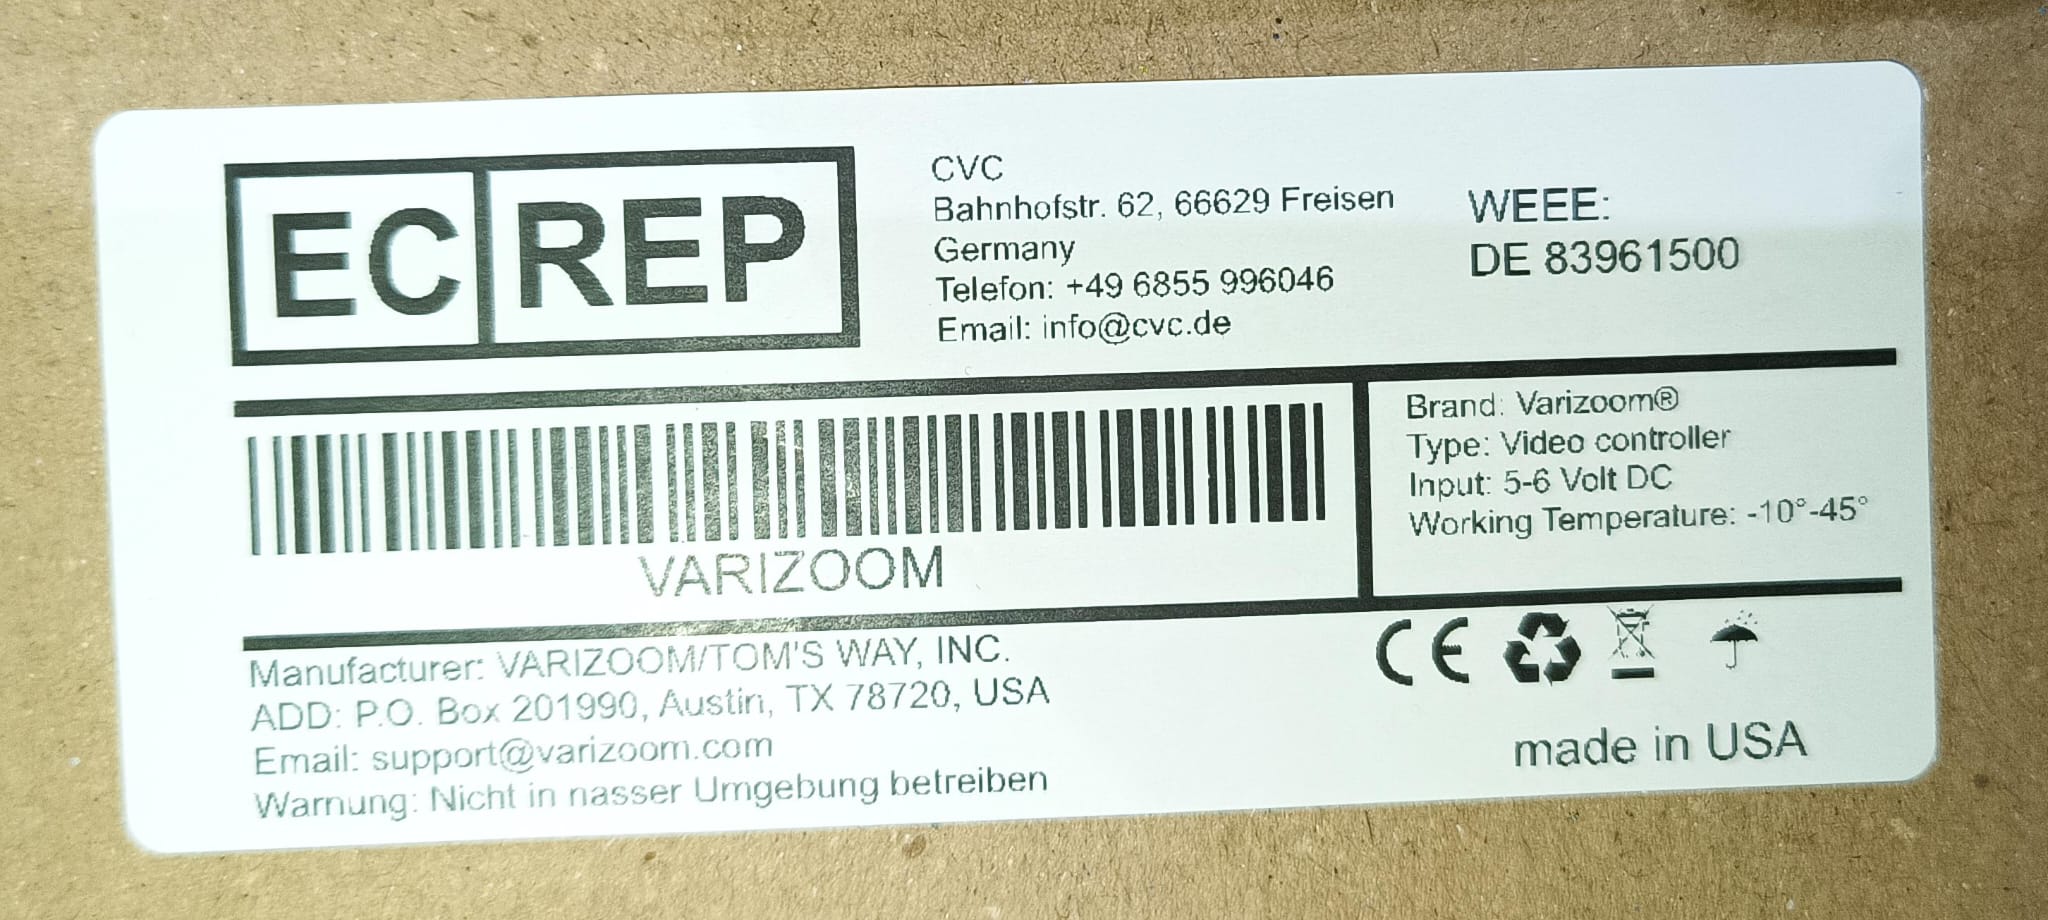 EC REP
CVC
Bahnhofstr. 62, 66629 Freisen
Germany
Telefon: +49 6855 996046
Email: info@cvc.de
WEEE:
DE 83961500
VARIZOOM
Brand: Varizoom®
Type: Video controller
Input: 5-6 Volt DC
Working Temperature: -10°-45°
Manufacturer: VARIZOOM/TOM'S WAY, INC.
ADD: P.O. Box 201990, Austin, TX 78720, USA
Email: support@varizoom.com
Warnung: Nicht in nasser Umgebung betreiben
CE
made in USA